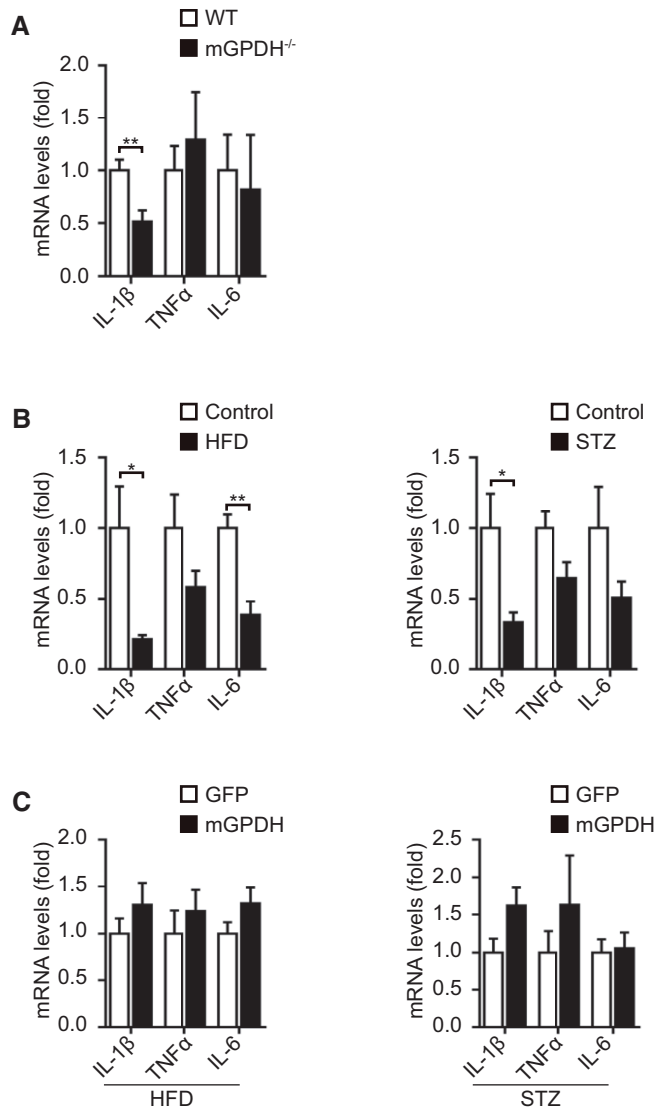 A
WT
mGPDH-/-
mRNA levels (fold)
2.0
1.5
1.0
0.5
0.0
**
IL-1β
TNFα
IL-6
B
Control
HFD
mRNA levels (fold)
1.5
1.0
0.5
0.0
*
**
IL-1β
TNFα
IL-6
Control
STZ
mRNA levels (fold)
1.5
1.0
0.5
0.0
*
IL-1β
TNFα
IL-6
C
GFP
mGPDH
mRNA levels (fold)
2.0
1.5
1.0
0.5
0.0
IL-1β
TNFα
IL-6
HFD
GFP
mGPDH
mRNA levels (fold)
2.5
2.0
1.5
1.0
0.5
0.0
IL-1β
TNFα
IL-6
STZ